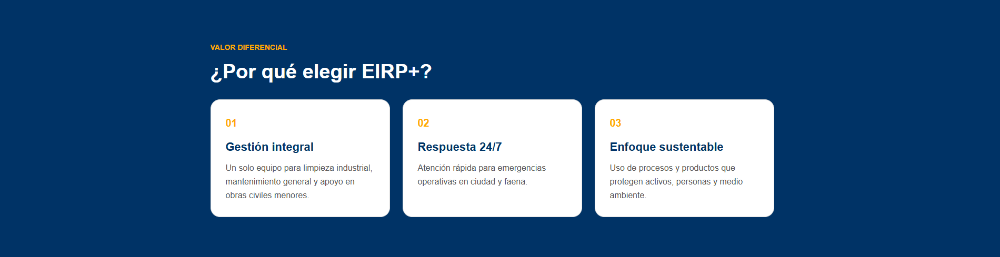 VALOR DIFERENCIAL
¿Por qué elegir EIRP+?
01
Gestión integral
Un solo equipo para limpieza industrial,
mantenimiento general y apoyo en
obras civiles menores.
02
Respuesta 24/7
Atención rápida para emergencias
operativas en ciudad y faena.
03
Enfoque sustentable
Uso de procesos y productos que
protegen activos, personas y medio
ambiente.